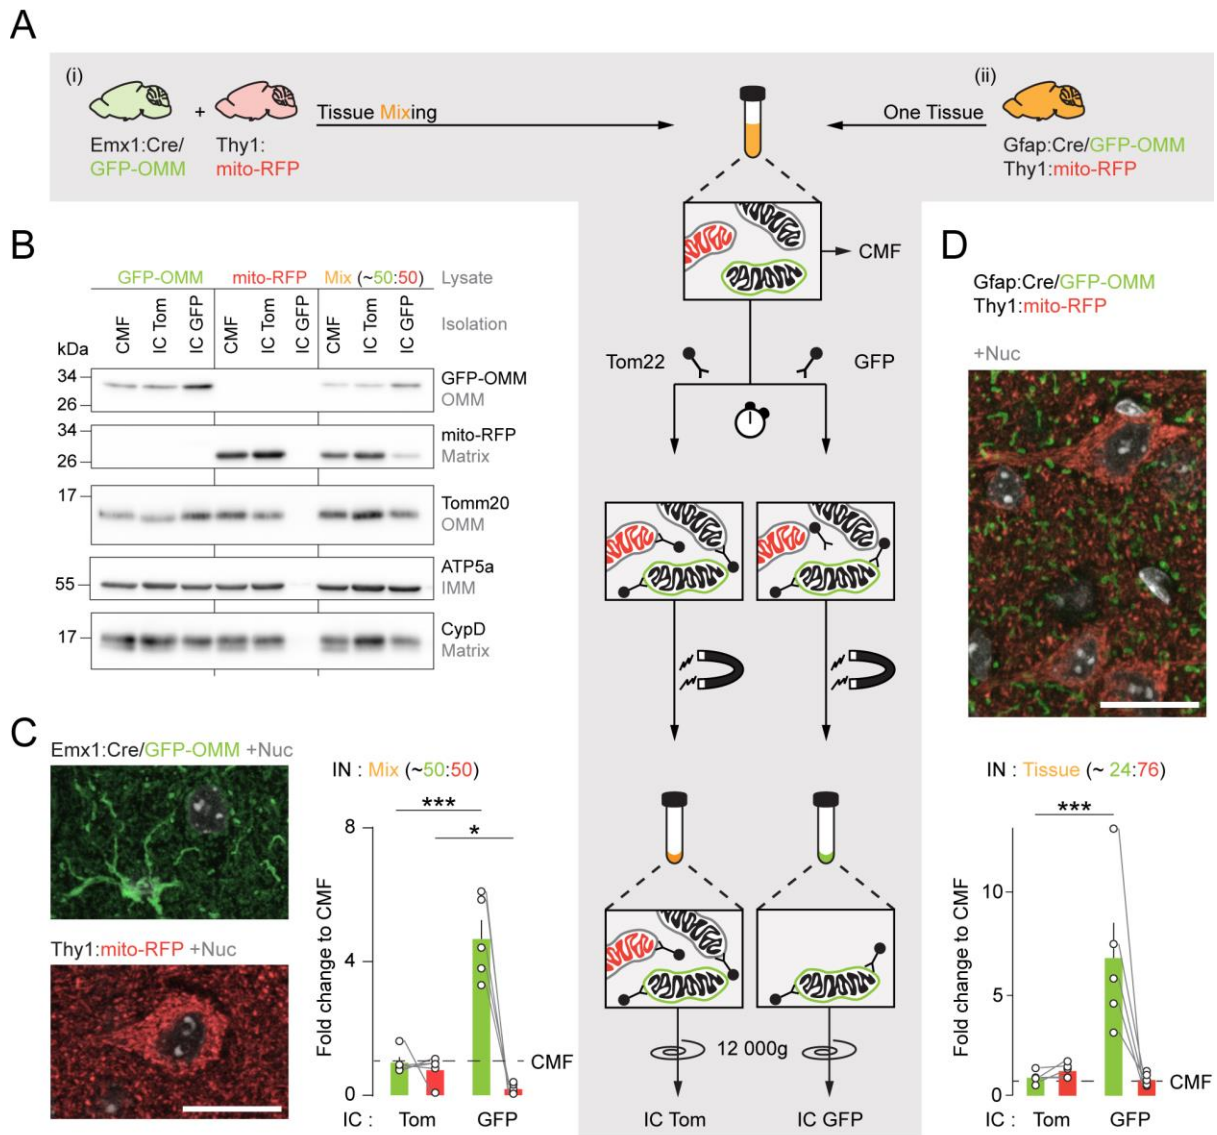 A
(i)
+
Emx1:Cre/
GFP-OMM
Thy1:
mito-RFP
Tissue Mixing
One Tissue
(ii)
Gfap:Cre/GFP-OMM
Thy1:mito-RFP
CMF
Tom22
GFP
12 000g
IC Tom
IC GFP
B
GFP-OMM
mito-RFP
Mix (~50:50)
Lysate
CMF
IC Tom
IC GFP
CMF
IC Tom
IC GFP
CMF
IC Tom
IC GFP
Isolation
kDa
34
26
GFP-OMM
OMM
34
26
mito-RFP
Matrix
17
Tomm20
OMM
55
ATP5a
IMM
17
CypD
Matrix
C
Emx1:Cre/GFP-OMM +Nuc
Thy1:mito-RFP +Nuc
IN : Mix (~50:50)
***
*
8
4
0
Fold change to CMF
CMF
IC :
Tom
GFP
D
Gfap:Cre/GFP-OMM
Thy1:mito-RFP
+Nuc
IN : Tissue (~ 24:76)
***
10
5
0
Fold change to CMF
CMF
IC :
Tom
GFP